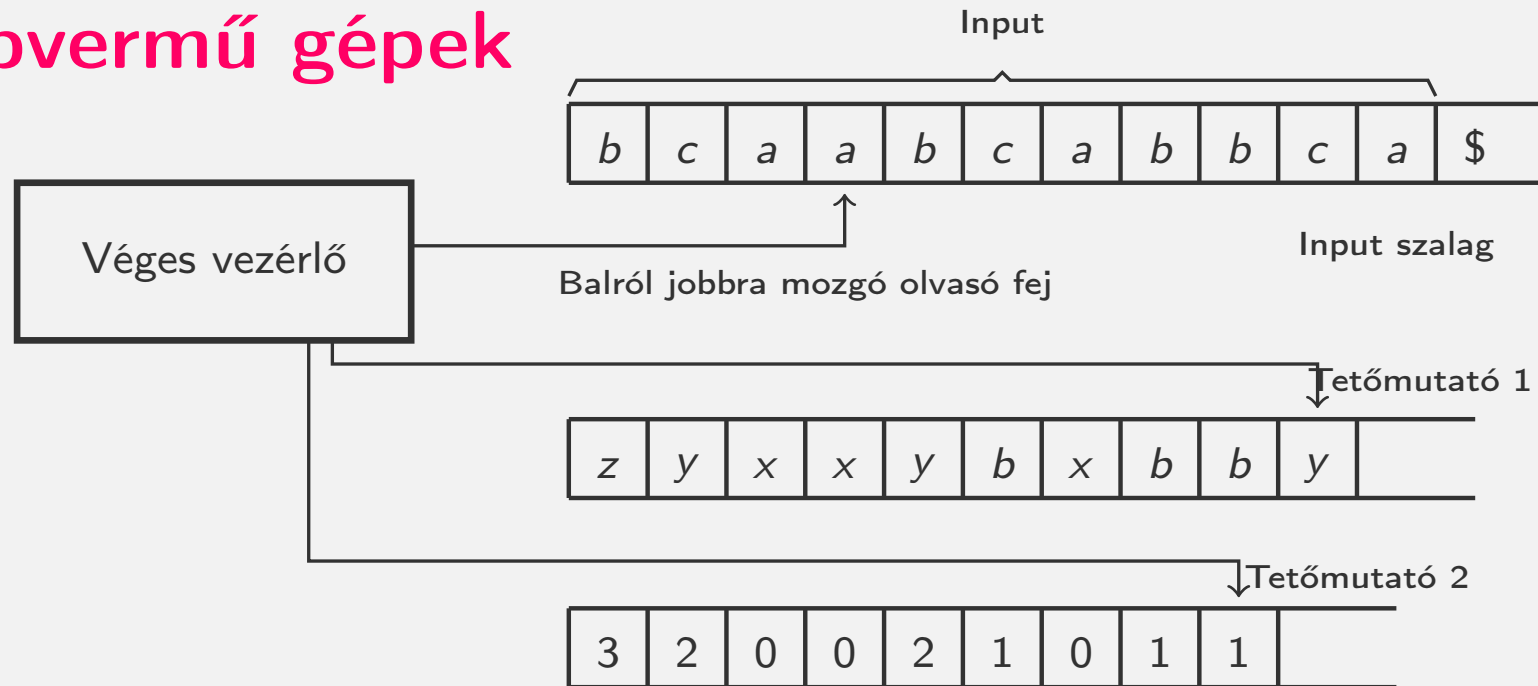 vermű gépek
Input
b c a a b c a b b c a $
Véges vezérlő
Input szalag
Balról jobbra mozgó olvasó fej
Tetőmutató 1
z y x x y b x b b y
Tetőmutató 2
3 2 0 0 2 1 0 1 1